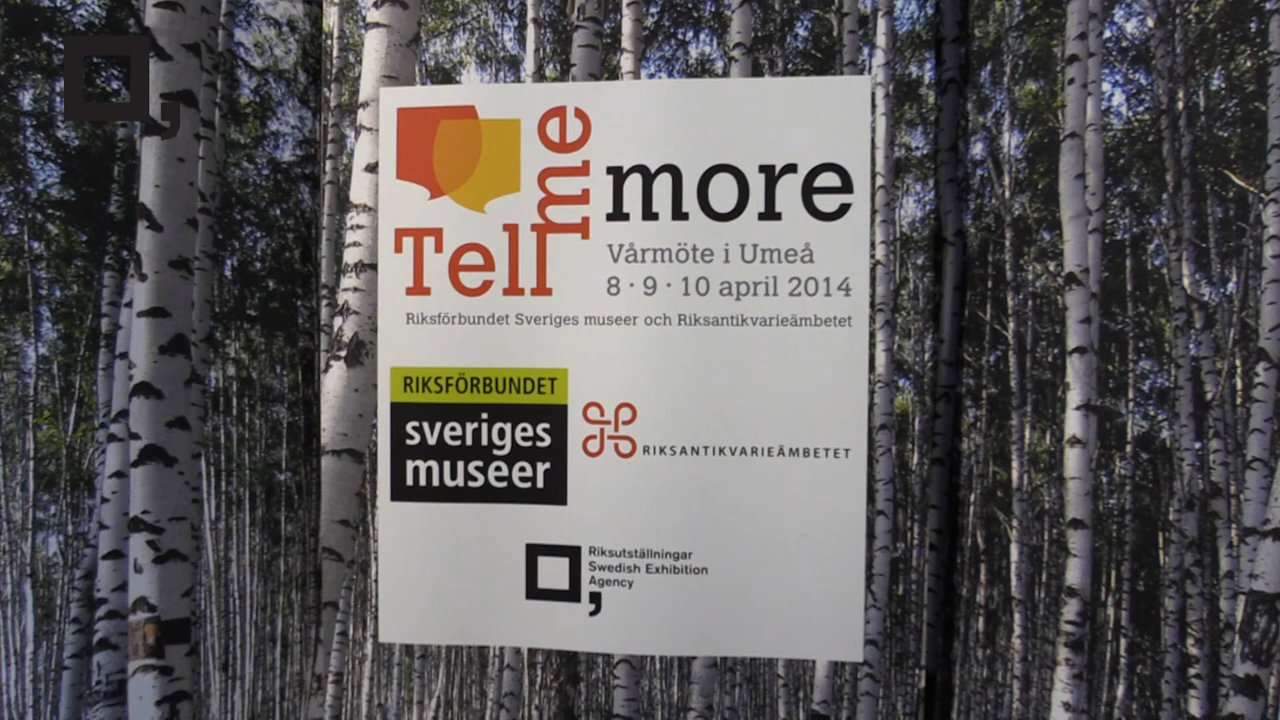 Tell me more
Vårmöte i Umeå
8 · 9 · 10 april 2014
Riksförbundet Sveriges museer och Riksantikvarieämbetet
RIKSFÖRBUNDET
sveriges
museer
RIKSANTIKVARIEÄMBETET
Riksutställningar
Swedish Exhibition
Agency